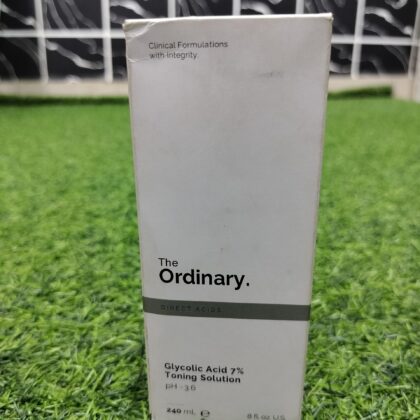 Clinical Formulations
with Integrity.
The
Ordinary.
DIRECT ACIDS
Glycolic Acid 7%
Toning Solution
pH ~3.6
240 mL ℮ 8 fl oz US